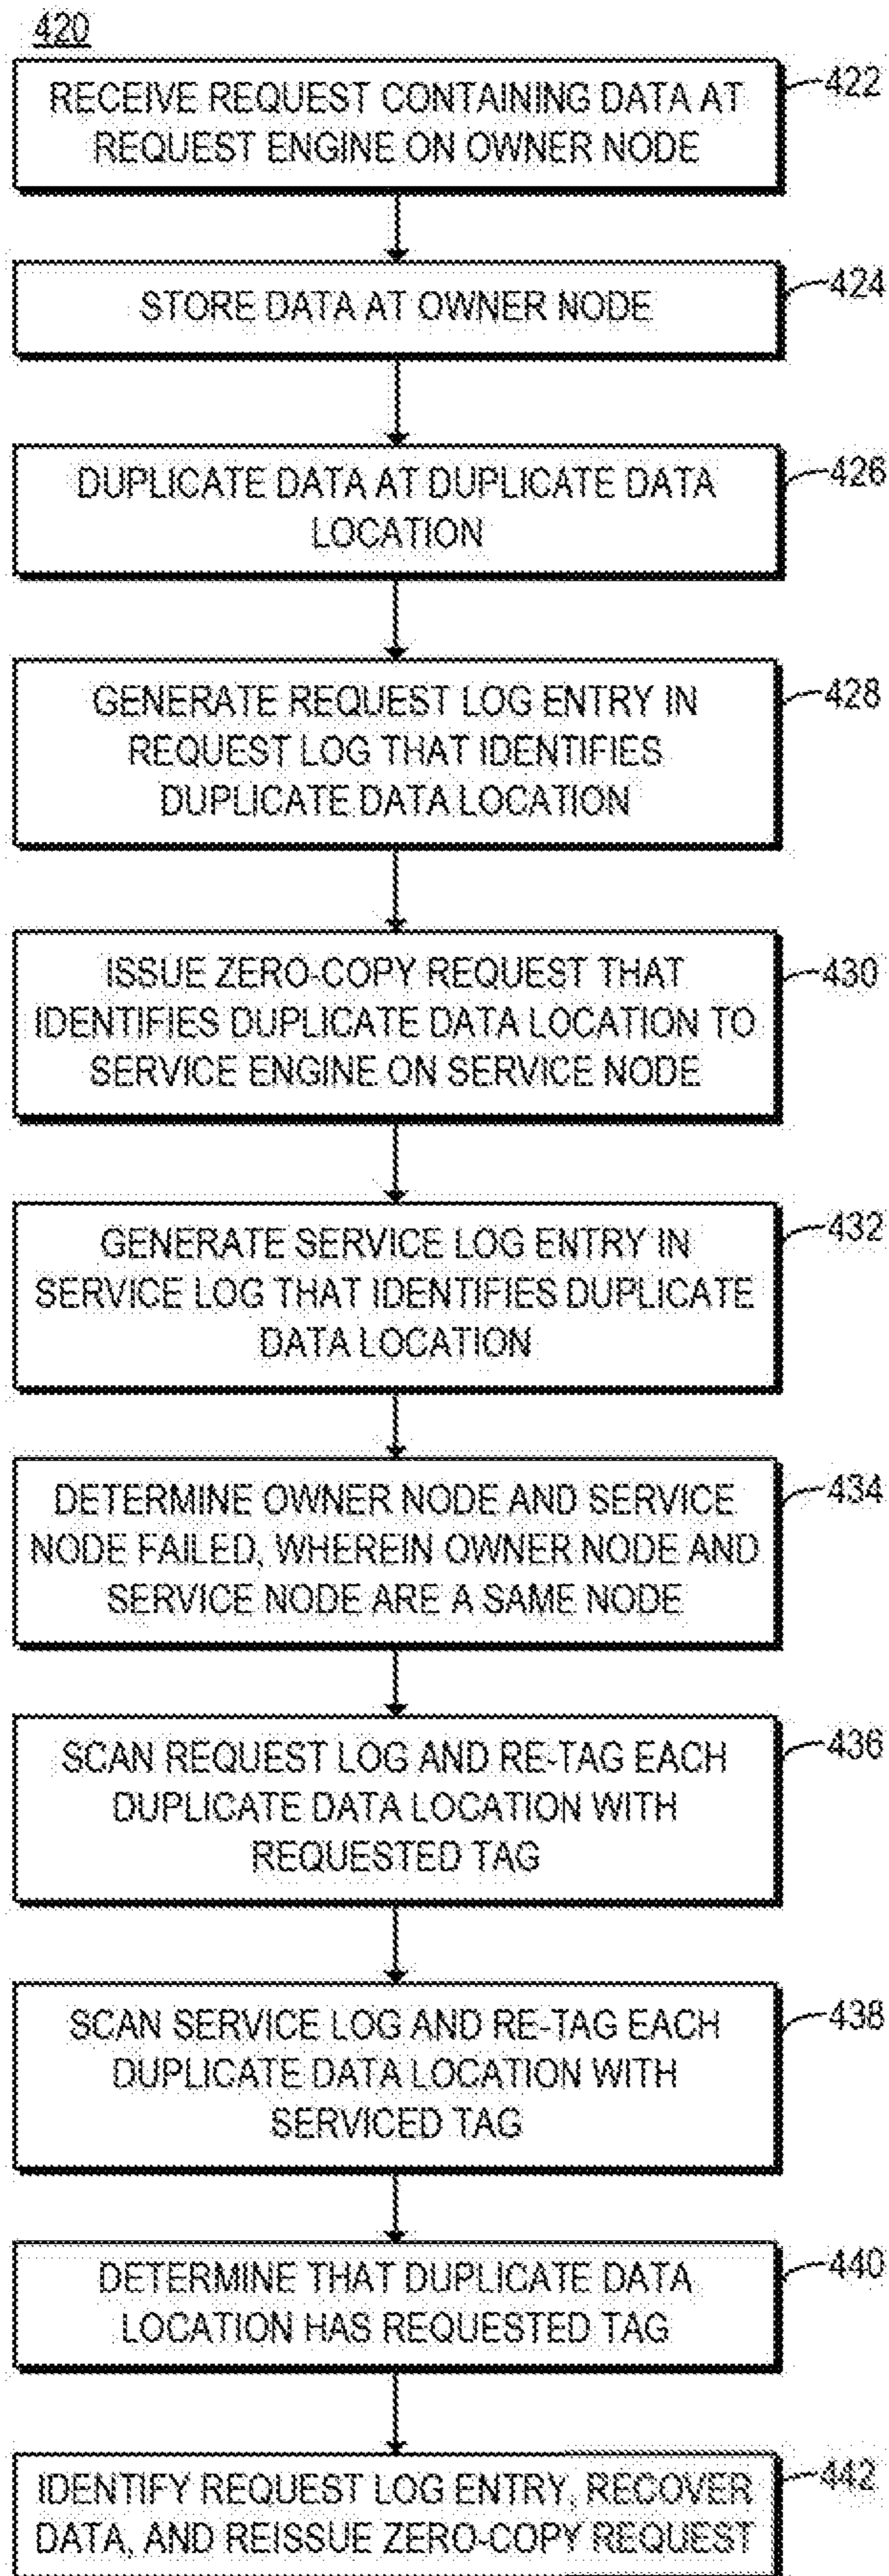 420
RECEIVE REQUEST CONTAINING DATA AT
REQUEST ENGINE ON OWNER NODE
422
STORE DATA AT OWNER NODE
424
DUPLICATE DATA AT DUPLICATE DATA
LOCATION
426
GENERATE REQUEST LOG ENTRY IN
REQUEST LOG THAT IDENTIFIES
DUPLICATE DATA LOCATION
428
ISSUE ZERO-COPY REQUEST THAT
IDENTIFIES DUPLICATE DATA LOCATION TO
SERVICE ENGINE ON SERVICE NODE
430
GENERATE SERVICE LOG ENTRY IN
SERVICE LOG THAT IDENTIFIES DUPLICATE
DATA LOCATION
432
DETERMINE OWNER NODE AND SERVICE
NODE FAILED, WHEREIN OWNER NODE AND
SERVICE NODE ARE A SAME NODE
434
SCAN REQUEST LOG AND RE-TAG EACH
DUPLICATE DATA LOCATION WITH
REQUESTED TAG
436
SCAN SERVICE LOG AND RE-TAG EACH
DUPLICATE DATA LOCATION WITH
SERVICED TAG
438
DETERMINE THAT DUPLICATE DATA
LOCATION HAS REQUESTED TAG
440
IDENTIFY REQUEST LOG ENTRY, RECOVER
DATA, AND REISSUE ZERO-COPY REQUEST
442